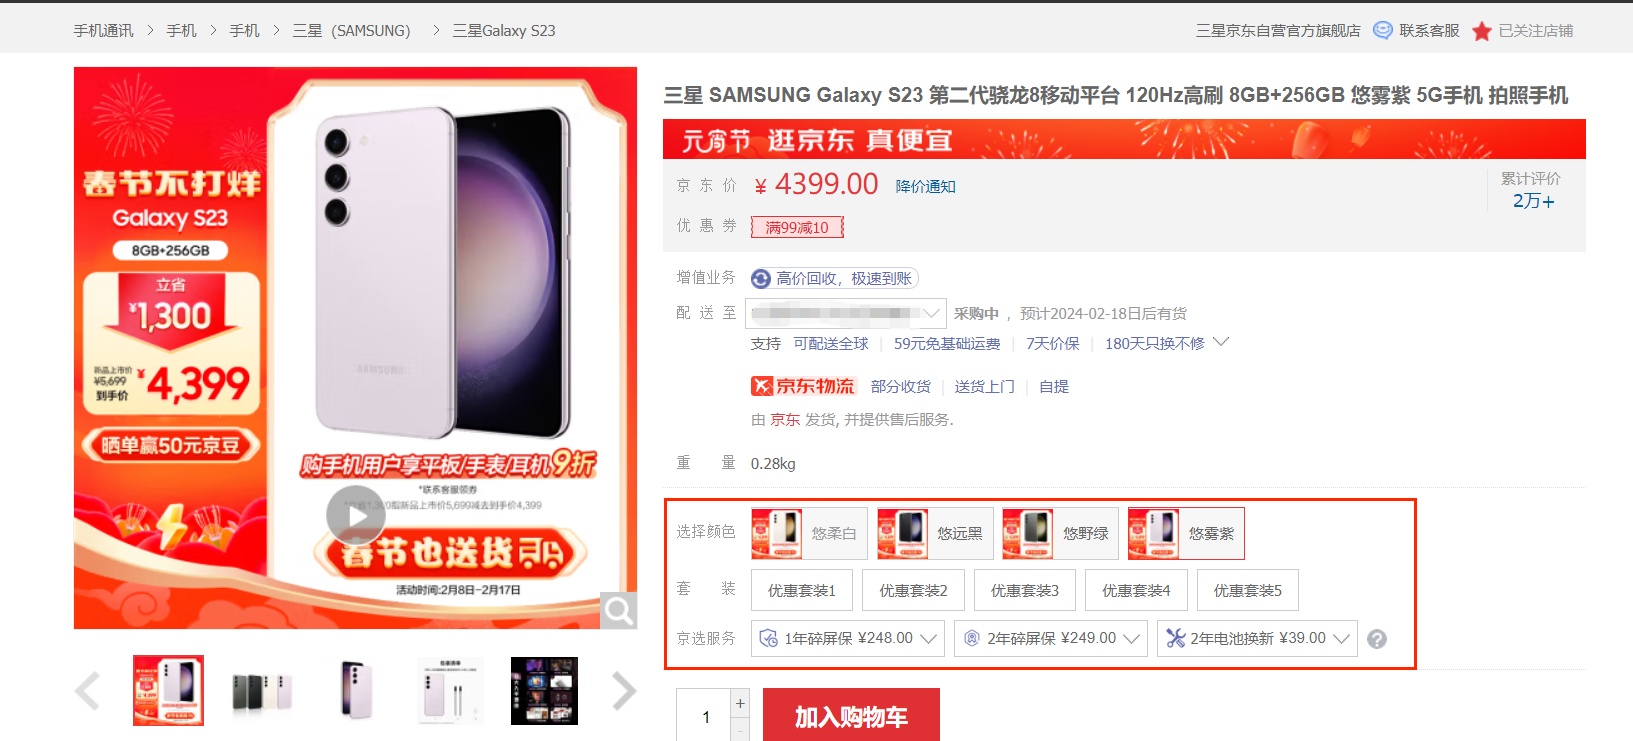 手机通讯 > 手机 > 手机 > 三星（SAMSUNG） > 三星Galaxy S23
三星京东自营官方旗舰店 联系客服 已关注店铺
春节不打烊
Galaxy S23
8GB+256GB
立省
¥1,300
新品上市价
¥5,699
到手价
¥4,399
晒单赢50元京豆
SAMSUNG
购手机用户享平板/手表/耳机9折
*联系客服领券
1,300指新品上市价5,699减去到手价4,399
春节也送货
活动时间:2月8日-2月17日
三星 SAMSUNG Galaxy S23 第二代骁龙8移动平台 120Hz高刷 8GB+256GB 悠雾紫 5G手机 拍照手机
元宵节 逛京东 真便宜
京东价 ¥ 4399.00 降价通知
累计评价
2万+
优惠券 满99减10
增值业务 高价回收，极速到账
配送至 采购中 ，预计2024-02-18日后有货
支持 可配送全球 59元免基础运费 7天价保 180天只换不修
京东物流 部分收货 送货上门 自提
由 京东 发货, 并提供售后服务.
重量 0.28kg
选择颜色 悠柔白 悠远黑 悠野绿 悠雾紫
套装 优惠套装1 优惠套装2 优惠套装3 优惠套装4 优惠套装5
京选服务 1年碎屏保 ¥248.00 2年碎屏保 ¥249.00 2年电池换新 ¥39.00 ?
1 + -
加入购物车